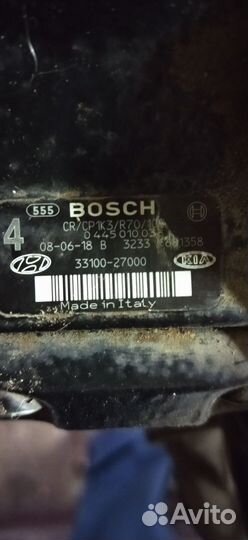 555 BOSCH
CR/CP1K3/R70/
0 445 010 03
4
08-06-18 B 3233
33100-27000
KIA
Made in Italy
Avito